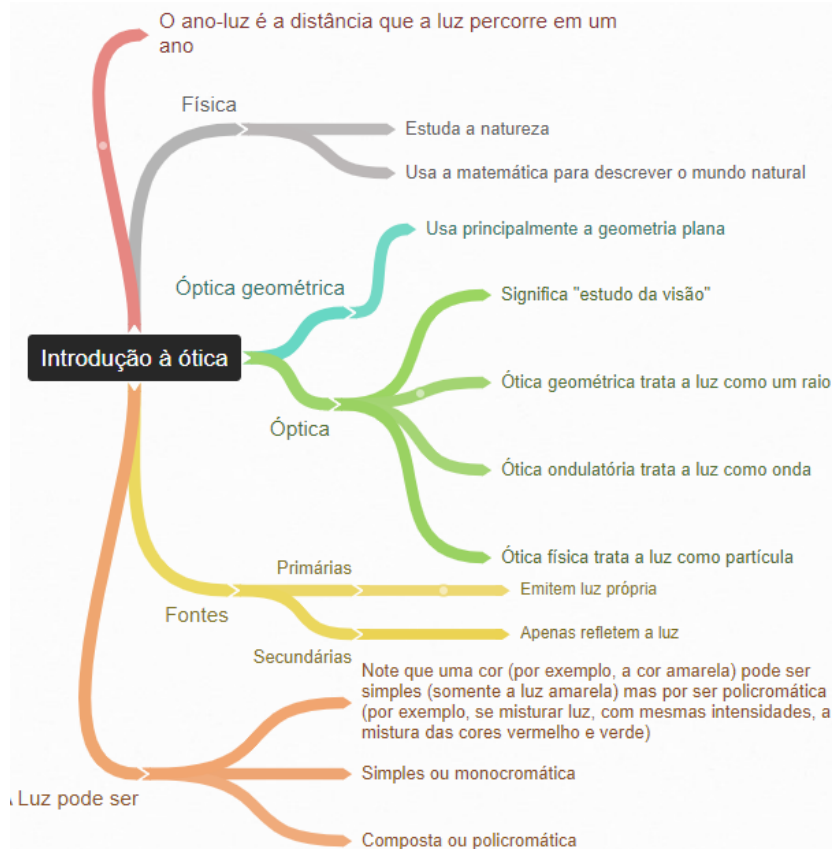 O ano-luz é a distância que a luz percorre em um
ano
Física
Estuda a natureza
Usa a matemática para descrever o mundo natural
Usa principalmente a geometria plana
Óptica geométrica
Significa "estudo da visão"
Introdução à ótica
Ótica geométrica trata a luz como um raio
Óptica
Ótica ondulatória trata a luz como onda
Ótica física trata a luz como partícula
Primárias
Emitem luz própria
Fontes
Apenas refletem a luz
Secundárias
Note que uma cor (por exemplo, a cor amarela) pode ser
simples (somente a luz amarela) mas por ser policromática
(por exemplo, se misturar luz, com mesmas intensidades, a
mistura das cores vermelho e verde)
Simples ou monocromática
Luz pode ser
Composta ou policromática